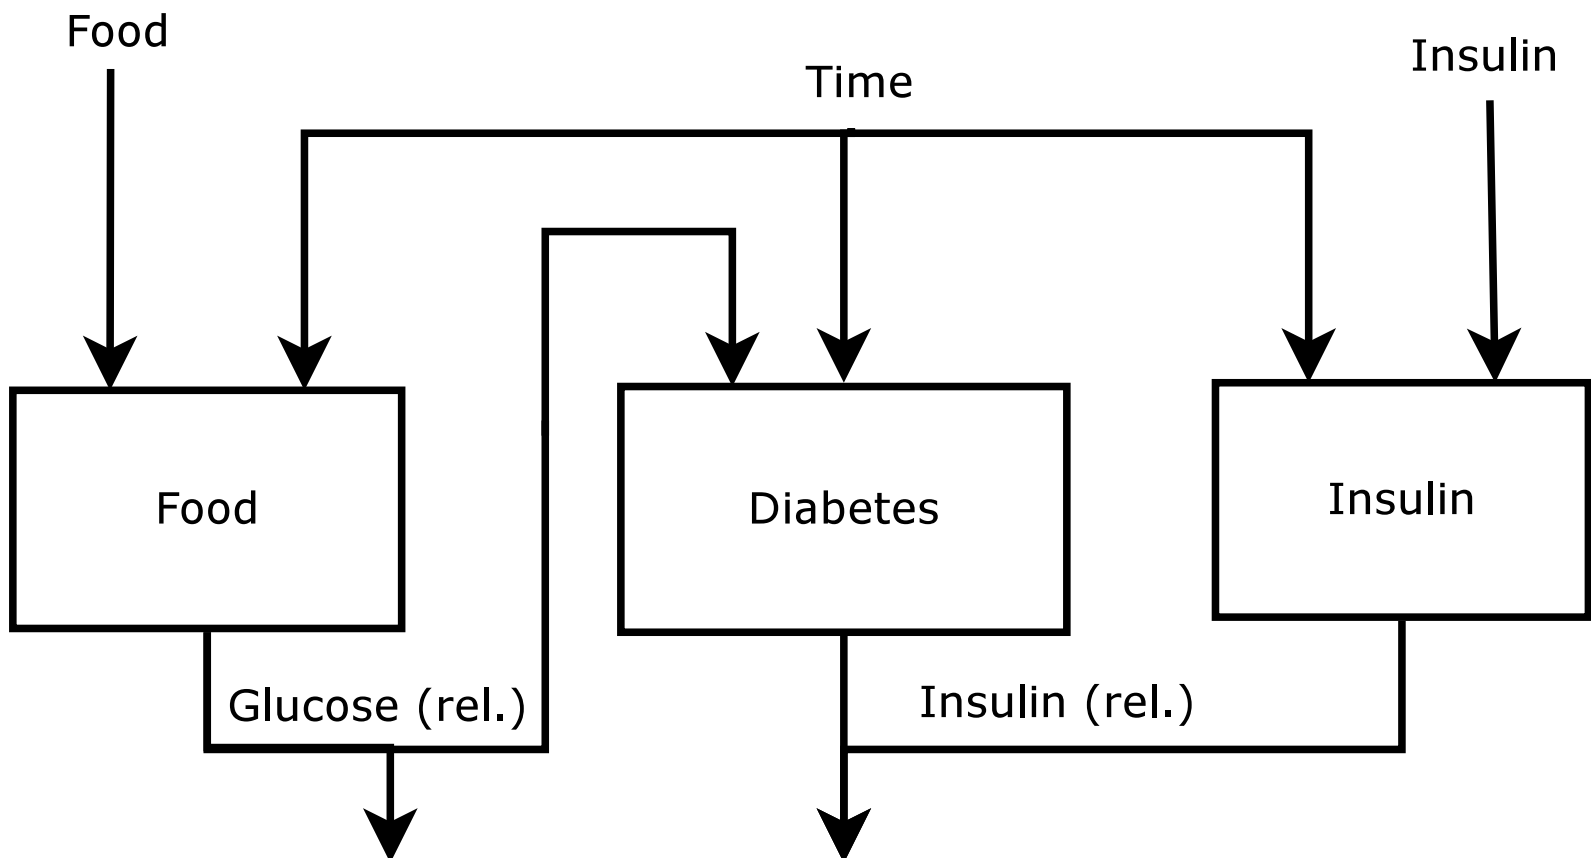 Food
Time
Insulin
Food
Diabetes
Insulin
Glucose (rel.)
Insulin (rel.)